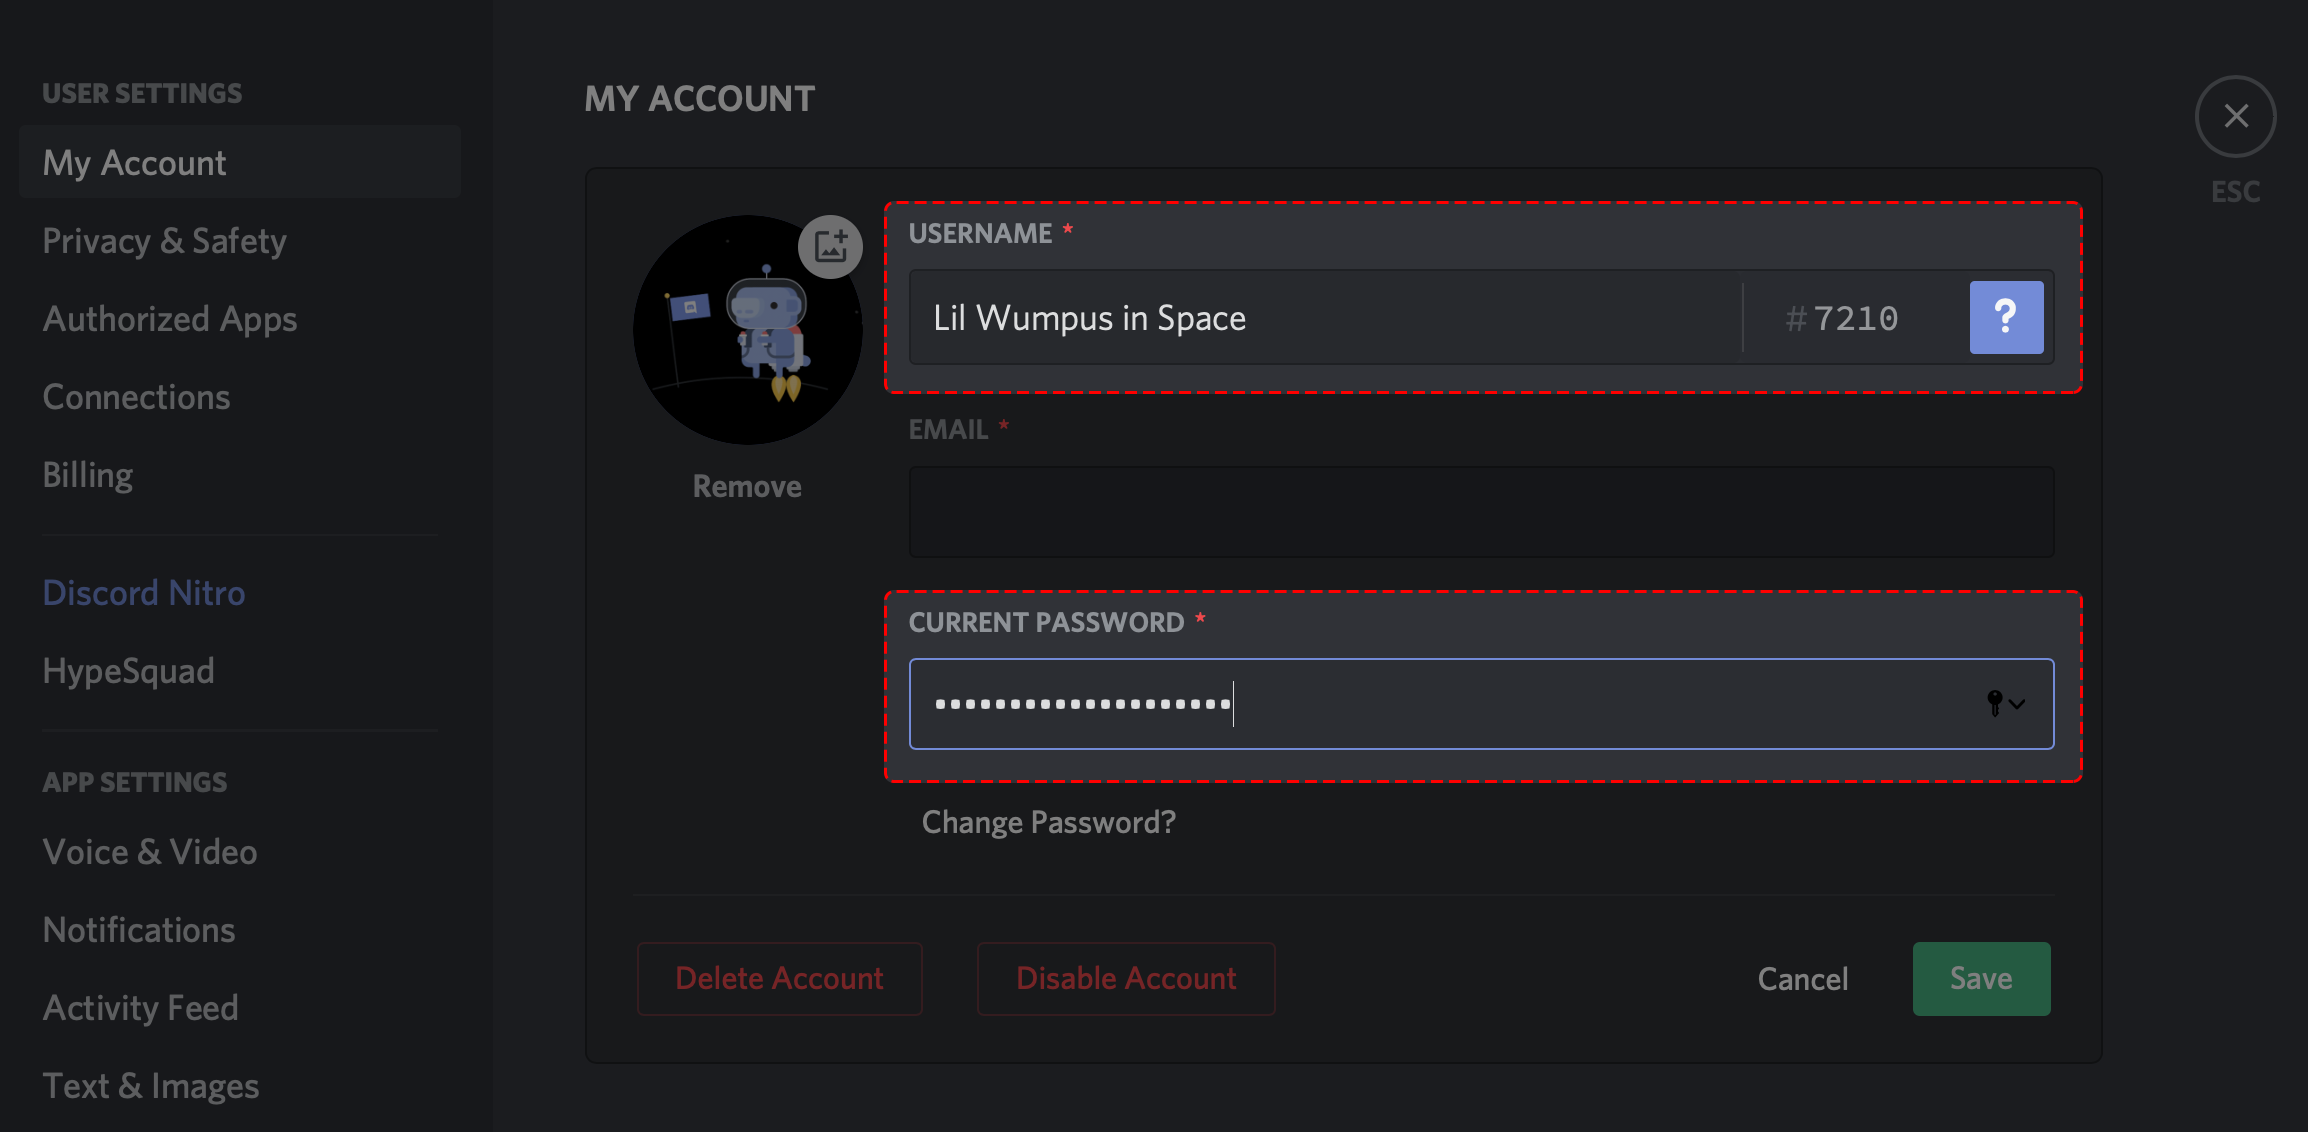 USER SETTINGS
My Account
Privacy & Safety
Authorized Apps
Connections
Billing
Discord Nitro
HypeSquad
APP SETTINGS
Voice & Video
Notifications
Activity Feed
Text & Images
MY ACCOUNT
ESC
Remove
USERNAME *
Lil Wumpus in Space #7210 ?
EMAIL *
CURRENT PASSWORD *
••••••••••••••••••••
Change Password?
Delete Account Disable Account Cancel Save